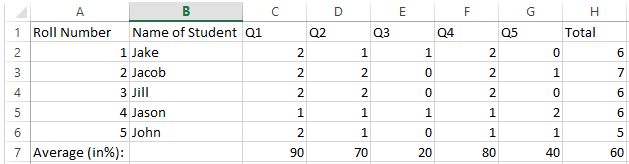 A B C D E F G H
1 Roll Number Name of Student Q1 Q2 Q3 Q4 Q5 Total
2 1 Jake 2 1 1 2 0 6
3 2 Jacob 2 2 0 2 1 7
4 3 Jill 2 2 0 2 0 6
5 4 Jason 1 1 1 1 2 6
6 5 John 2 1 0 1 1 5
7 Average (in%): 90 70 20 80 40 60